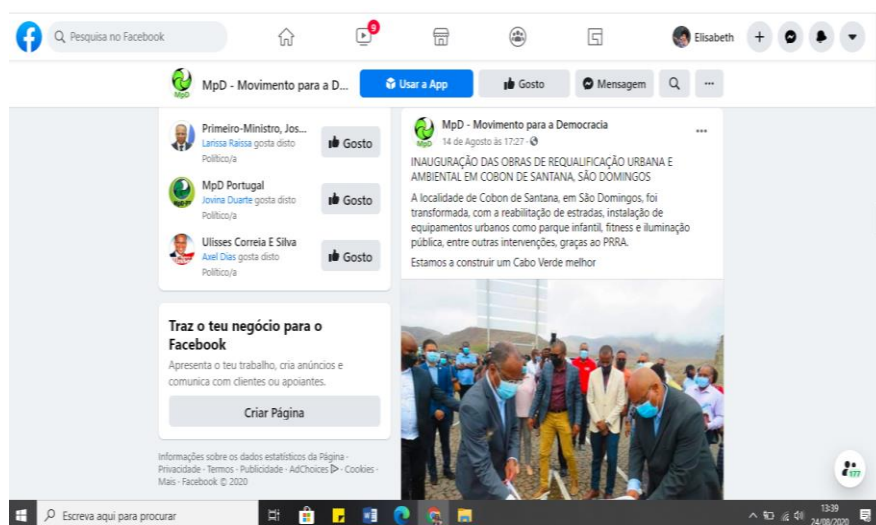 Pesquisa no Facebook
9
Elisabeth
MpD
MpD - Movimento para a D...
Usar a App
Gosto
Mensagem
Primeiro-Ministro, Jos...
Larissa Raissa gosta disto
Político/a
Gosto
MpD Portugal
Jovina Duarte gosta disto
Político/a
Gosto
Ulisses Correia E Silva
Axel Dias gosta disto
Político/a
Gosto
Traz o teu negócio para o
Facebook
Apresenta o teu trabalho, cria anúncios e
comunica com clientes ou apoiantes.
Criar Página
Informações sobre os dados estatísticos da Página ·
Privacidade · Termos · Publicidade · AdChoices · Cookies ·
Mais · Facebook © 2020
MpD
MpD - Movimento para a Democracia
14 de Agosto às 17:27 ·
INAUGURAÇÃO DAS OBRAS DE REQUALIFICAÇÃO URBANA E
AMBIENTAL EM COBON DE SANTANA, SÃO DOMINGOS
A localidade de Cobon de Santana, em São Domingos, foi
transformada, com a reabilitação de estradas, instalação de
equipamentos urbanos como parque infantil, fitness e iluminação
pública, entre outras intervenções, graças ao PRRA.
Estamos a construir um Cabo Verde melhor
177
Escreva aqui para procurar
13:39
24/08/2020